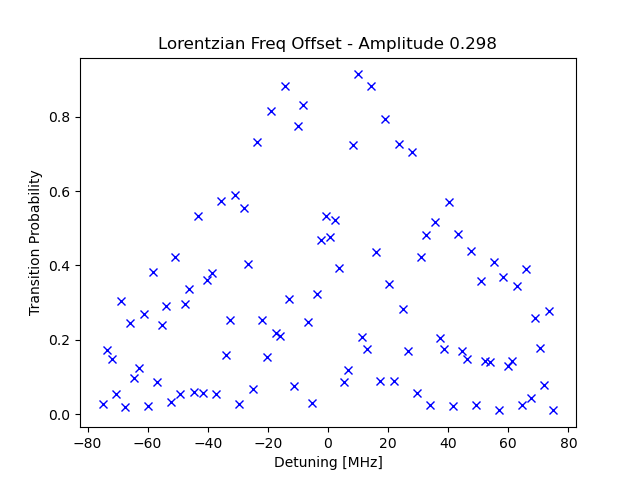 Lorentzian Freq Offset - Amplitude 0.298
Transition Probability
0.8
0.6
0.4
0.2
0.0
−80 −60 −40 −20 0 20 40 60 80
Detuning [MHz]